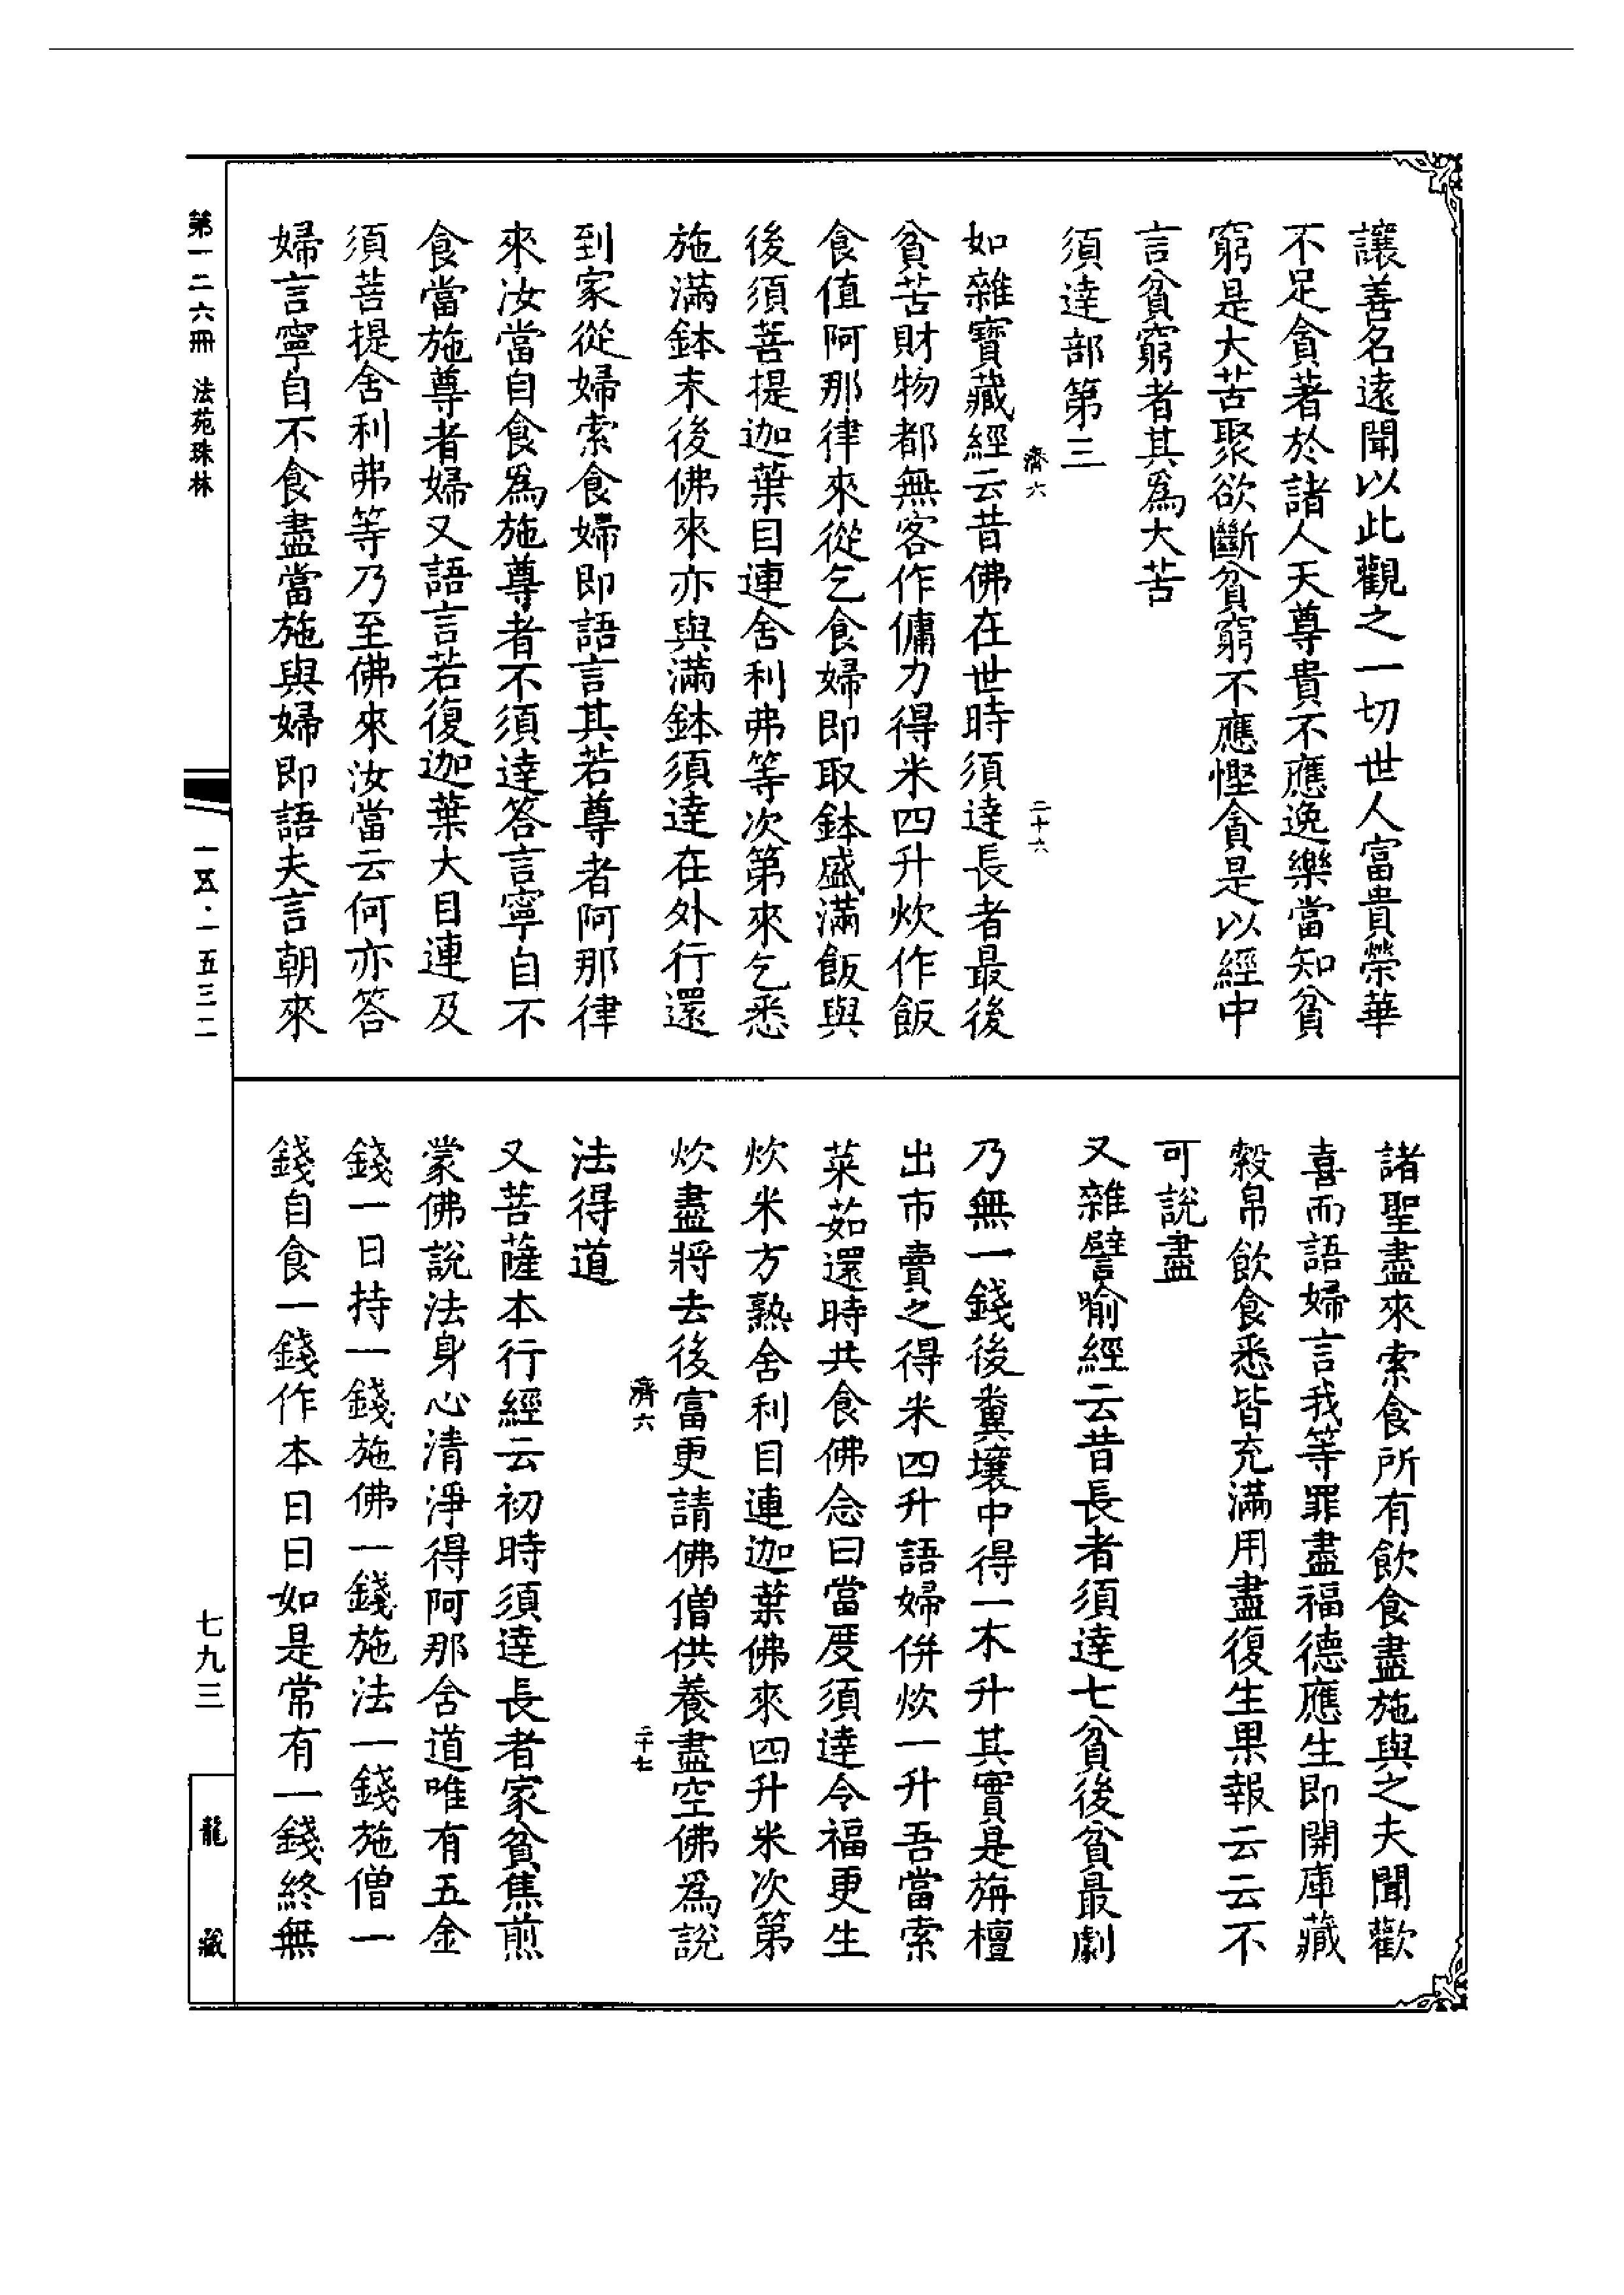 讓善名遠聞以此觀之一切世人富貴榮華
不足貪著於諸人天尊貴不應逸樂當知貧
窮是大苦聚欲斷貧窮不應慳貪是以經中
言貧窮者其爲大苦
須達部第三
濟六 二十六
如雜寶藏經云昔佛在世時須達長者最後
貧苦財物都無客作傭力得米四升炊作飯
食值阿那律來從乞食婦即取鉢盛滿飯與
後須菩提迦葉目連舍利弗等次第來乞悉
施滿鉢末後佛來亦與滿鉢須達在外行還
到家從婦索食婦即語言其若尊者阿那律
來汝當自食爲施尊者不須達答言寧自不
食當施尊者婦又語言若復迦葉大目連及
須菩提舍利弗等乃至佛來汝當云何亦答
婦言寧自不食盡當施與婦即語夫言朝來
諸聖盡來索食所有飲食盡施與之夫聞歡
喜而語婦言我等罪盡福德應生即開庫藏
穀帛飲食悉皆充滿用盡復生果報云云不
可說盡
又雜譬喻經云昔長者須達七貧後貧最劇
乃無一錢後糞壤中得一木升其實是旃檀
出市賣之得米四升語婦併炊一升吾當索
菜茹還時共食佛念曰當度須達令福更生
炊米方熟舍利目連迦葉佛來四升米次第
炊盡將去後富更請佛僧供養盡空佛爲說
濟六 二十七
法得道
又菩薩本行經云初時須達長者家貧焦煎
蒙佛說法身心清淨得阿那含道唯有五金
錢一日持一錢施佛一錢施法一錢施僧一
錢自食一錢作本日日如是常有一錢終無
第一二六冊 法苑珠林
一五·一五三二
七九三
龍藏